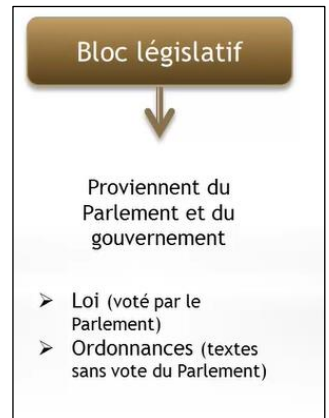 Bloc législatif
Proviennent du
Parlement et du
gouvernement
➢ Loi (voté par le
Parlement)
➢ Ordonnances (textes
sans vote du Parlement)